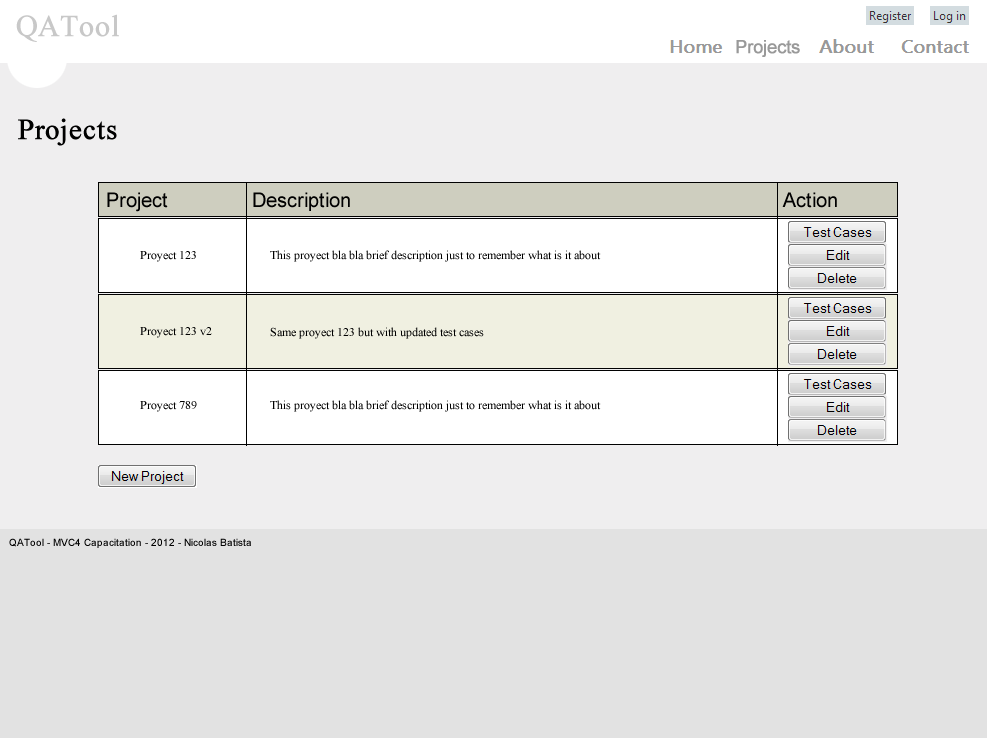 QATool
Register Log in
Home Projects About Contact
Projects
Project Description Action
Proyect 123 This proyect bla bla brief description just to remember what is it about Test Cases
Edit
Delete
Proyect 123 v2 Same proyect 123 but with updated test cases Test Cases
Edit
Delete
Proyect 789 This proyect bla bla brief description just to remember what is it about Test Cases
Edit
Delete
New Project
QATool - MVC4 Capacitation - 2012 - Nicolas Batista